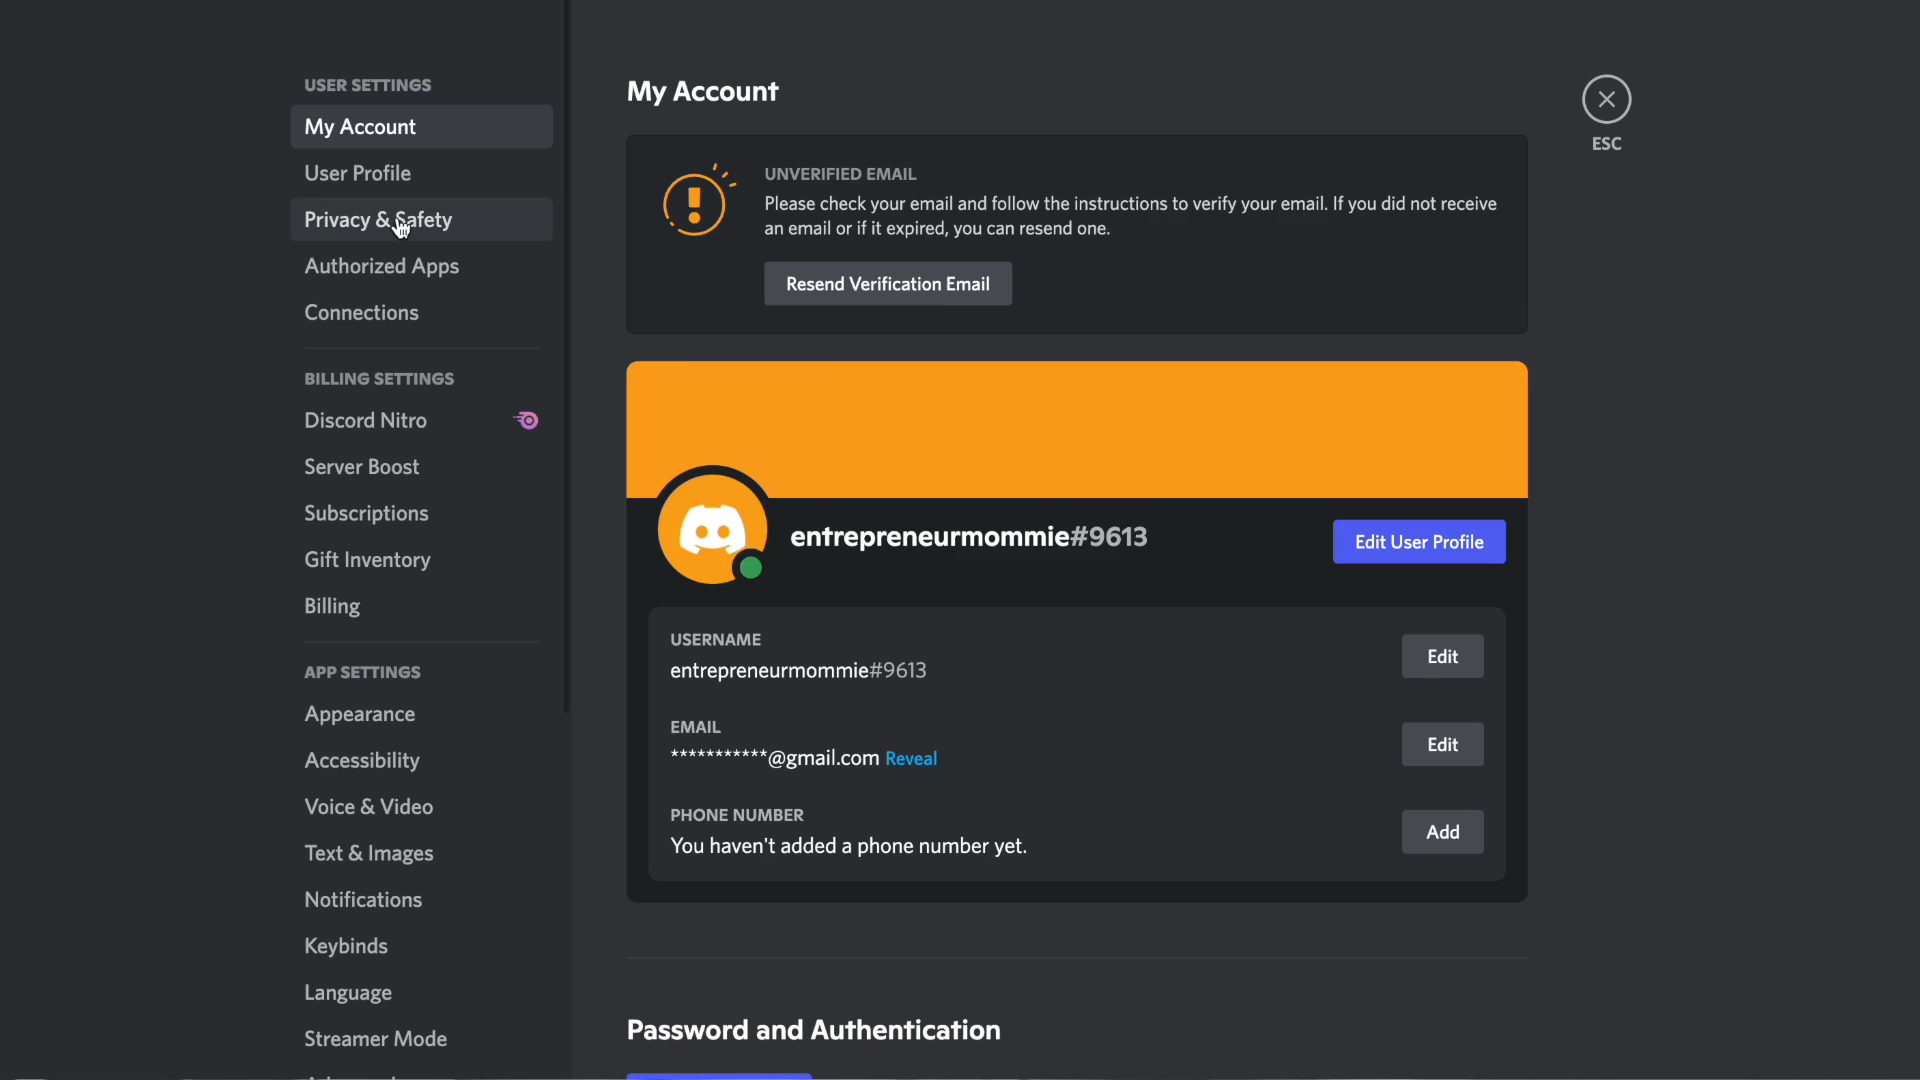 USER SETTINGS
My Account
User Profile
Privacy & Safety
Authorized Apps
Connections
BILLING SETTINGS
Discord Nitro
Server Boost
Subscriptions
Gift Inventory
Billing
APP SETTINGS
Appearance
Accessibility
Voice & Video
Text & Images
Notifications
Keybinds
Language
Streamer Mode
My Account
ESC
UNVERIFIED EMAIL
Please check your email and follow the instructions to verify your email. If you did not receive
an email or if it expired, you can resend one.
Resend Verification Email
entrepreneurmommie#9613
Edit User Profile
USERNAME
entrepreneurmommie#9613
Edit
EMAIL
***********@gmail.com Reveal
Edit
PHONE NUMBER
You haven't added a phone number yet.
Add
Password and Authentication